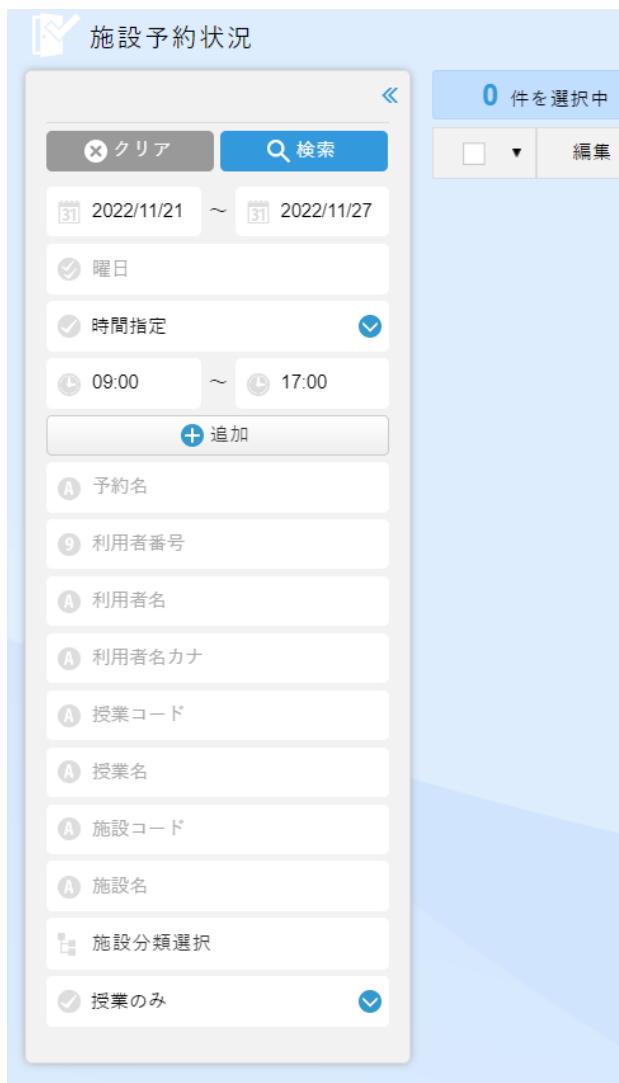 施設予約状況
0 件を選択中
クリア 検索
▼ 編集
31 2022/11/21 ～ 31 2022/11/27
曜日
時間指定
09:00 ～ 17:00
追加
A 予約名
9 利用者番号
A 利用者名
A 利用者名カナ
A 授業コード
A 授業名
A 施設コード
A 施設名
施設分類選択
授業のみ